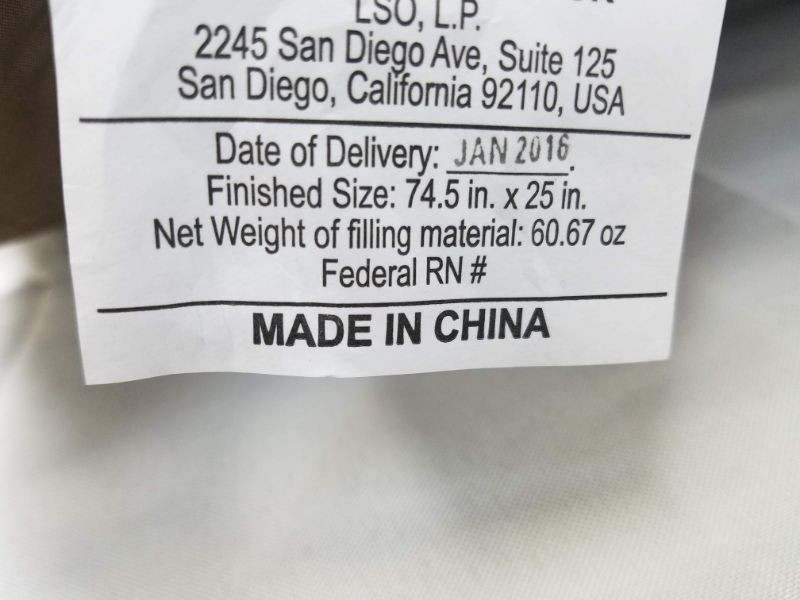 LSO, L.P.
2245 San Diego Ave, Suite 125
San Diego, California 92110, USA
Date of Delivery: JAN 2016.
Finished Size: 74.5 in. x 25 in.
Net Weight of filling material: 60.67 oz
Federal RN #
MADE IN CHINA